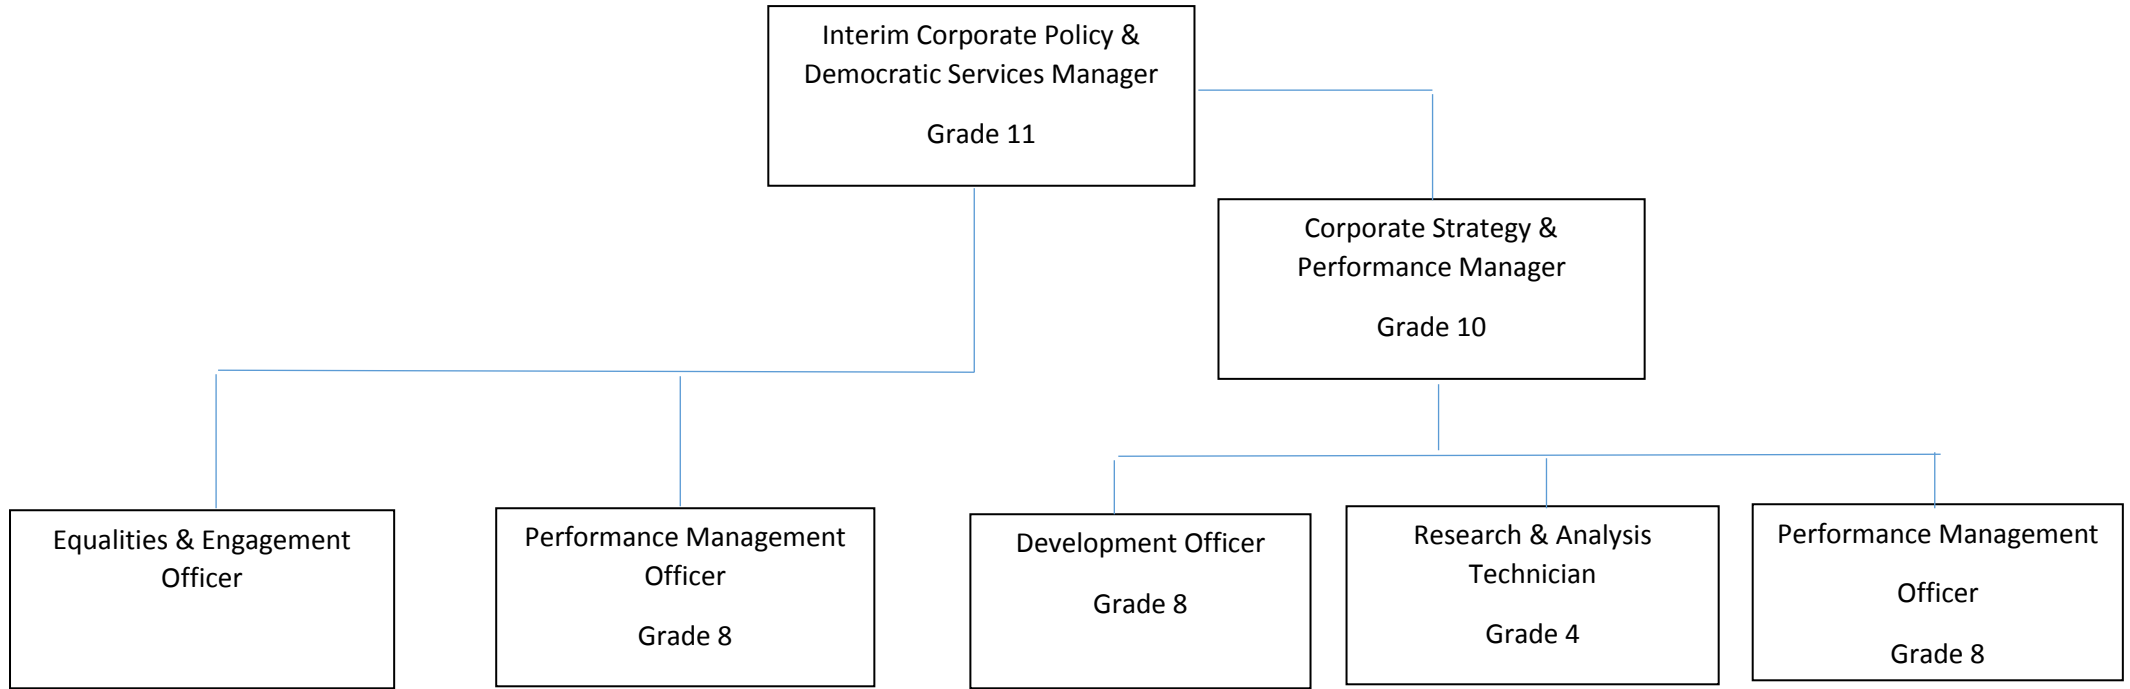 Interim Corporate Policy &
Democratic Services Manager
Grade 11
Corporate Strategy &
Performance Manager
Grade 10
Equalities & Engagement
Officer
Performance Management
Officer
Grade 8
Development Officer
Grade 8
Research & Analysis
Technician
Grade 4
Performance Management
Officer
Grade 8